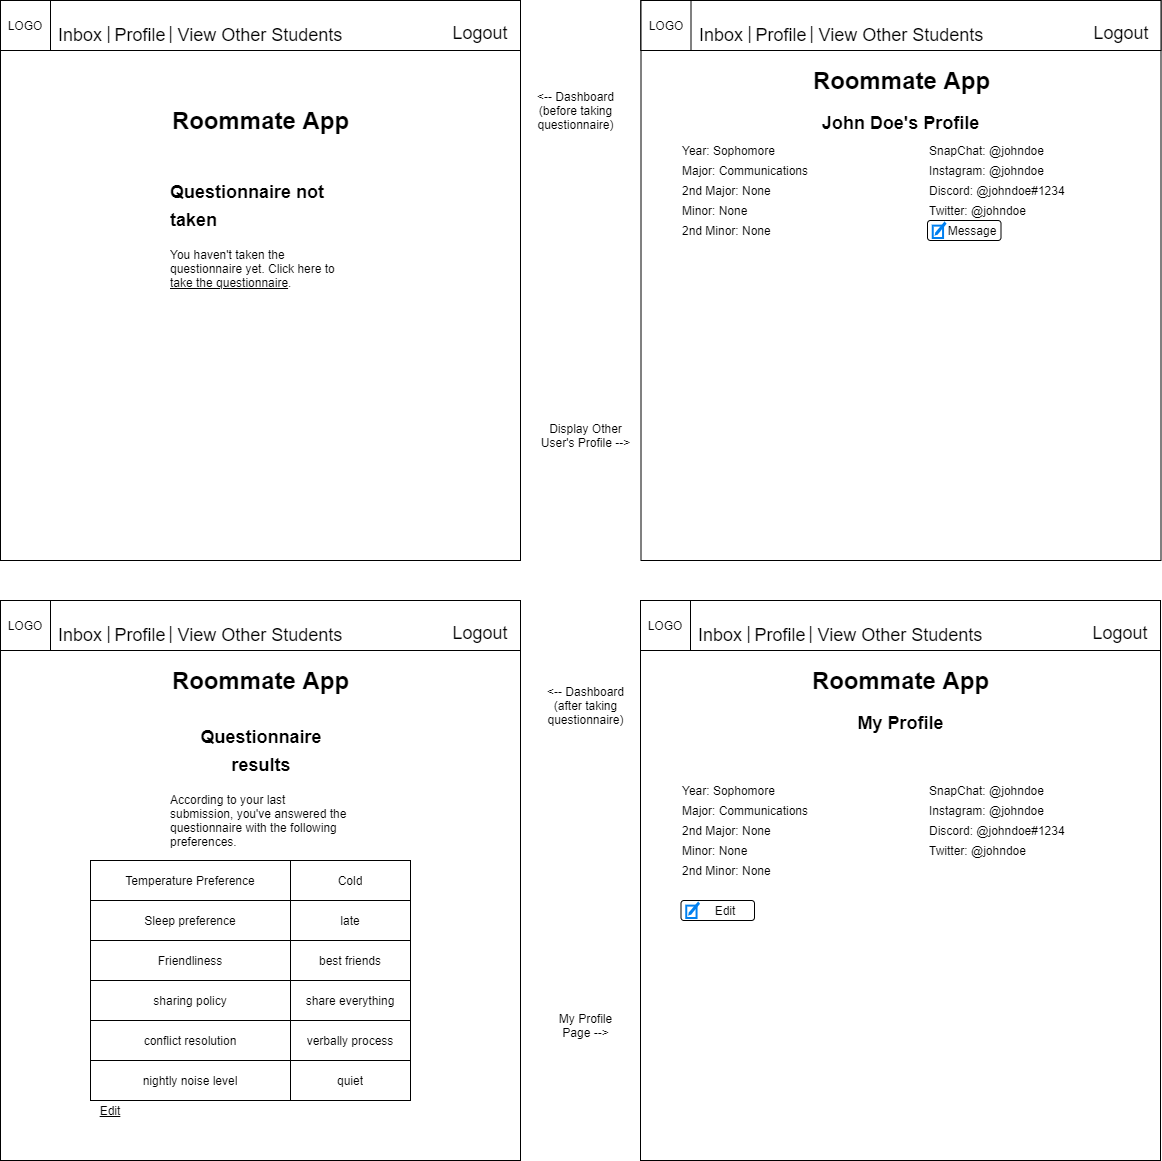 LOGO
Inbox | Profile | View Other Students
Logout
Roommate App
Questionnaire not
taken
You haven't taken the
questionnaire yet. Click here to
take the questionnaire.
<-- Dashboard
(before taking
questionnaire)
Display Other
User's Profile -->
LOGO
Inbox | Profile | View Other Students
Logout
Roommate App
John Doe's Profile
Year: Sophomore
Major: Communications
2nd Major: None
Minor: None
2nd Minor: None
SnapChat: @johndoe
Instagram: @johndoe
Discord: @johndoe#1234
Twitter: @johndoe
Message
LOGO
Inbox | Profile | View Other Students
Logout
Roommate App
Questionnaire
results
According to your last
submission, you've answered the
questionnaire with the following
preferences.
Temperature Preference
Cold
Sleep preference
late
Friendliness
best friends
sharing policy
share everything
conflict resolution
verbally process
nightly noise level
quiet
Edit
<-- Dashboard
(after taking
questionnaire)
My Profile
Page -->
LOGO
Inbox | Profile | View Other Students
Logout
Roommate App
My Profile
Year: Sophomore
Major: Communications
2nd Major: None
Minor: None
2nd Minor: None
SnapChat: @johndoe
Instagram: @johndoe
Discord: @johndoe#1234
Twitter: @johndoe
Edit